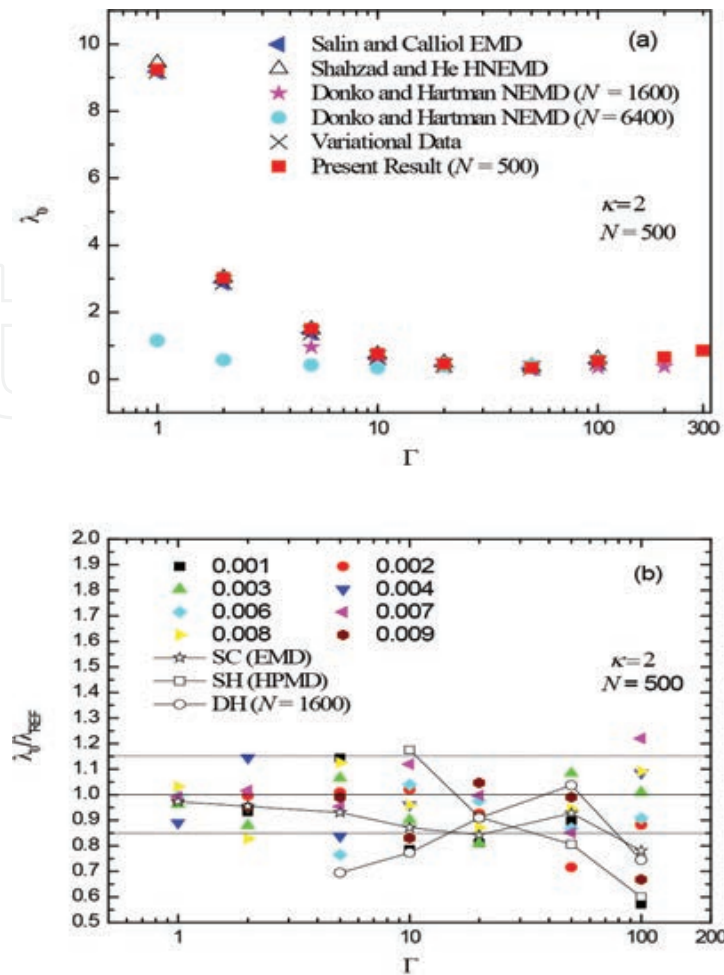 (a)
Salin and Calliol EMD
Shahzad and He HNEMD
Donko and Hartman NEMD (N = 1600)
Donko and Hartman NEMD (N = 6400)
Variational Data
Present Result (N = 500)
κ=2
N = 500
λ₀
10
8
6
4
2
0
1
10
100
300
Γ
(b)
0.001
0.002
0.003
0.004
0.006
0.007
0.008
0.009
SC (EMD)
SH (HPMD)
DH (N = 1600)
κ=2
N = 500
λ₀/λREF
2.0
1.9
1.8
1.7
1.6
1.5
1.4
1.3
1.2
1.1
1.0
0.9
0.8
0.7
0.6
0.5
1
10
100
200
Γ